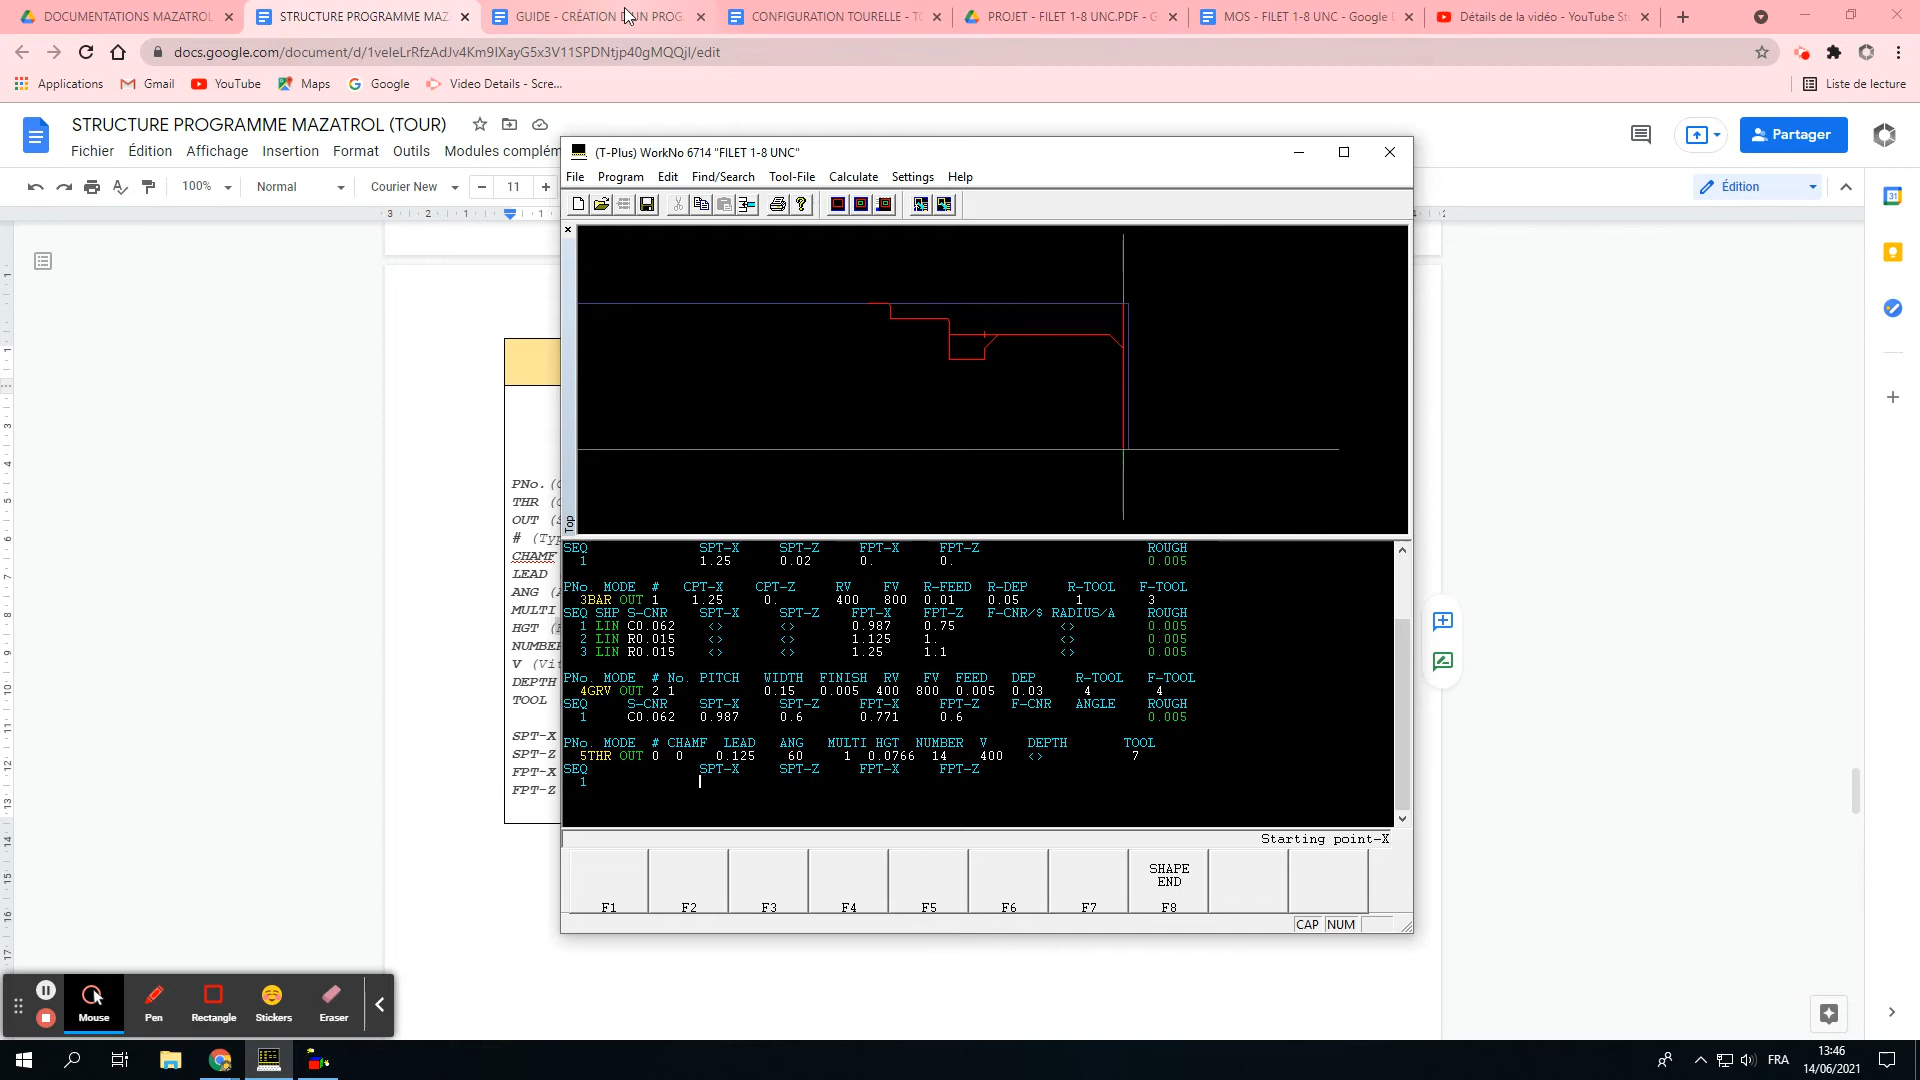 DOCUMENTATIONS MAZATROL
STRUCTURE PROGRAMME MAZ
GUIDE - CRÉATION D'UN PROG
CONFIGURATION TOURELLE - TO
PROJET - FILET 1-8 UNC.PDF - G
MOS - FILET 1-8 UNC - Google D
Détails de la vidéo - YouTube St
docs.google.com/document/d/1veIeLrRfzAdJv4Km9IXayG5x3V11SPDNtjp40gMQQjI/edit
Applications Gmail YouTube Maps Google Video Details - Scre... Liste de lecture
STRUCTURE PROGRAMME MAZATROL (TOUR)
Fichier Édition Affichage Insertion Format Outils Modules complém
Partager
100% Normal Courier New 11 Édition
(T-Plus) WorkNo 6714 "FILET 1-8 UNC"
File Program Edit Find/Search Tool-File Calculate Settings Help
Top
PNo.
THR
OUT
# (Typ
CHAMF
LEAD
ANG
MULTI
HGT
NUMBER
V (Vit
DEPTH
TOOL
SPT-X
SPT-Z
FPT-X
FPT-Z
SEQ SPT-X SPT-Z FPT-X FPT-Z ROUGH
1 1.25 0.02 0. 0. 0.005
PNo. MODE # CPT-X CPT-Z RV FV R-FEED R-DEP R-TOOL F-TOOL
3BAR OUT 1 1.25 0. 400 800 0.01 0.05 1 3
SEQ SHP S-CNR SPT-X SPT-Z FPT-X FPT-Z F-CNR/$ RADIUS/A ROUGH
1 LIN C0.062 <> <> 0.987 0.75 <> 0.005
2 LIN R0.015 <> <> 1.125 1. <> 0.005
3 LIN R0.015 <> <> 1.25 1.1 <> 0.005
PNo. MODE # No. PITCH WIDTH FINISH RV FV FEED DEP R-TOOL F-TOOL
4GRV OUT 2 1 0.15 0.005 400 800 0.005 0.03 4 4
SEQ S-CNR SPT-X SPT-Z FPT-X FPT-Z F-CNR ANGLE ROUGH
1 C0.062 0.987 0.6 0.771 0.6 0.005
PNo. MODE # CHAMF LEAD ANG MULTI HGT NUMBER V DEPTH TOOL
5THR OUT 0 0 0.125 60 1 0.0766 14 400 <> 7
SEQ SPT-X SPT-Z FPT-X FPT-Z
1
Starting point-X
SHAPE
END
F1 F2 F3 F4 F5 F6 F7 F8
CAP NUM
Mouse Pen Rectangle Stickers Eraser
FRA
13:46
14/06/2021